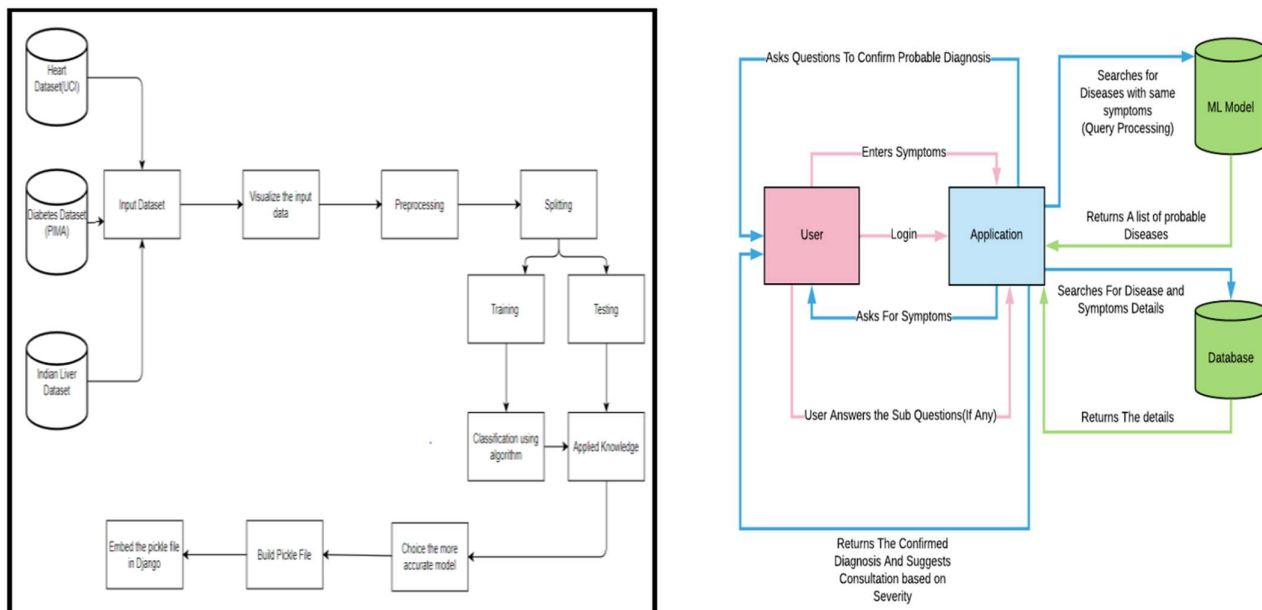 Heart
Dataset(UCI)
Diabetes Dataset
(PIMA)
Indian Liver
Dataset
Input Dataset
Visualize the input
data
Preprocessing
Splitting
Training
Testing
Classification using
algorithm
Applied Knowledge
Choice the more
accurate model
Build Pickle File
Embed the pickle file
in Django
Asks Questions To Confirm Probable Diagnosis
Searches for
Diseases with same
symptoms
(Query Processing)
ML Model
Enters Symptoms
User
Login
Application
Returns A list of probable
Diseases
Asks For Symptoms
Searches For Disease and
Symptoms Details
Database
User Answers the Sub Questions(If Any)
Returns The details
Returns The Confirmed
Diagnosis And Suggests
Consultation based on
Severity